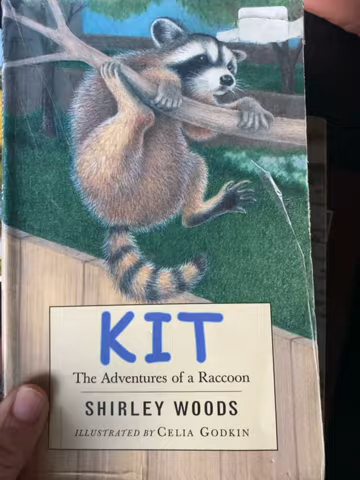 KIT
The Adventures of a Raccoon
SHIRLEY WOODS
ILLUSTRATED BY CELIA GODKIN